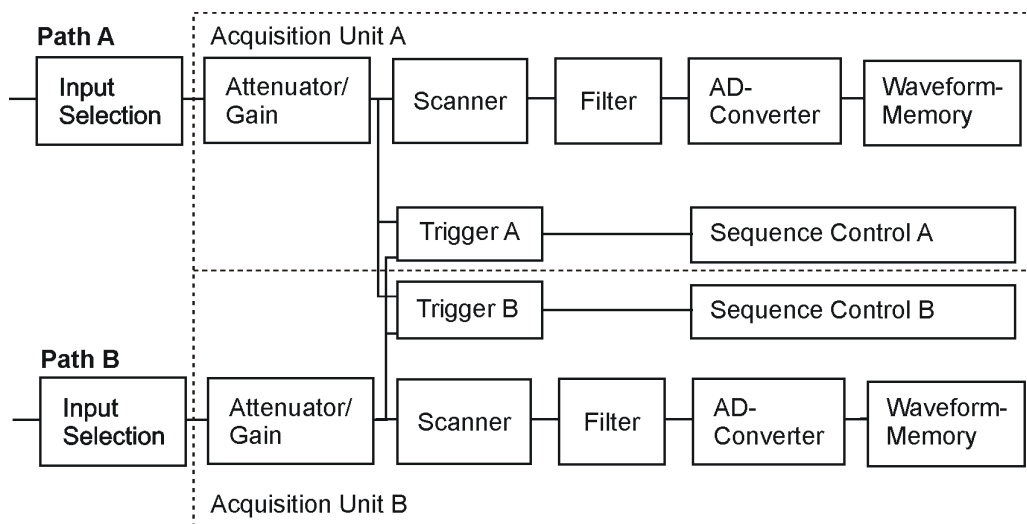 Path A
Acquisition Unit A
Input
Selection
Attenuator/
Gain
Scanner
Filter
AD-
Converter
Waveform-
Memory
Trigger A
Sequence Control A
Trigger B
Sequence Control B
Path B
Input
Selection
Attenuator/
Gain
Scanner
Filter
AD-
Converter
Waveform-
Memory
Acquisition Unit B